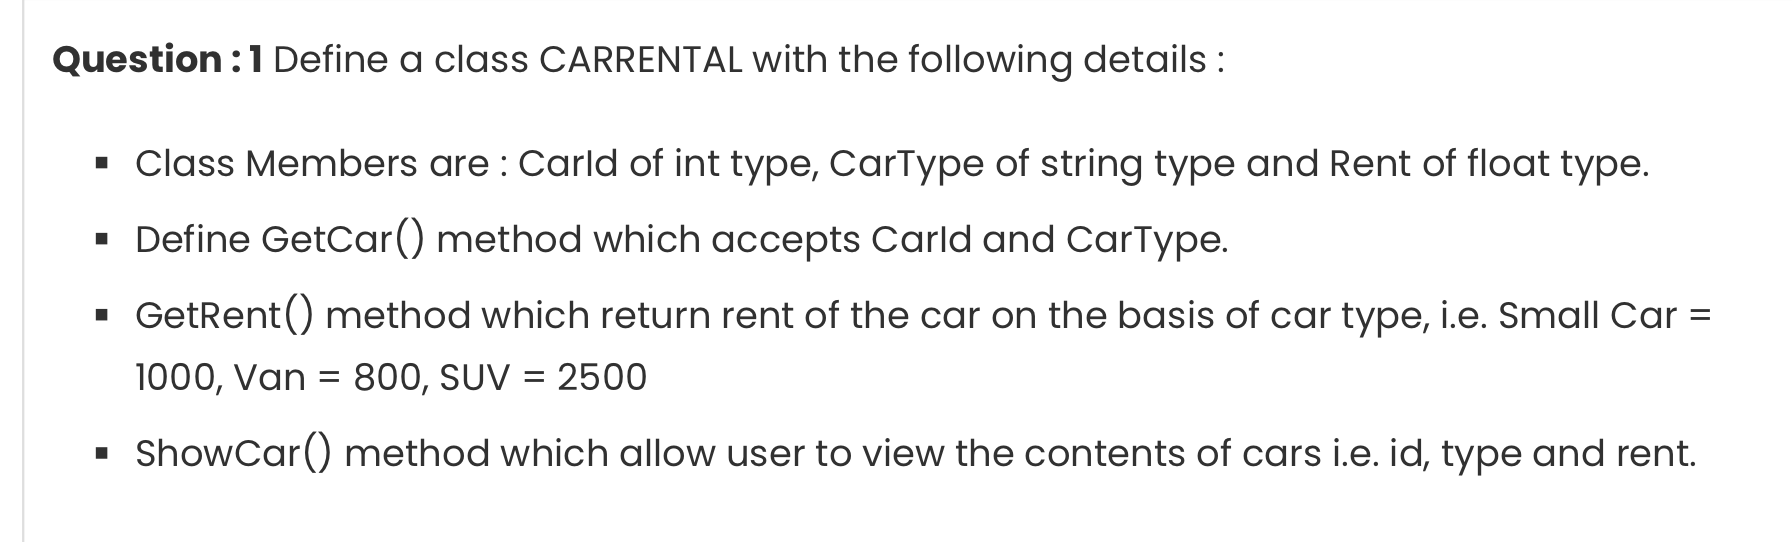 Question : 1 Define a class CARRENTAL with the following details :
▪ Class Members are : CarId of int type, CarType of string type and Rent of float type.
▪ Define GetCar() method which accepts CarId and CarType.
▪ GetRent() method which return rent of the car on the basis of car type, i.e. Small Car =
1000, Van = 800, SUV = 2500
▪ ShowCar() method which allow user to view the contents of cars i.e. id, type and rent.